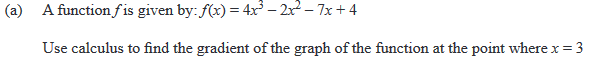 (a) A function f is given by: f(x) = 4x³ – 2x² – 7x + 4
Use calculus to find the gradient of the graph of the function at the point where x = 3